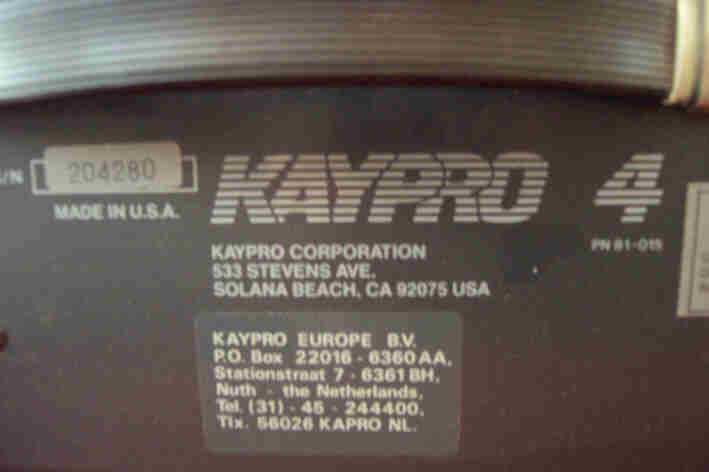 S/N 204280
KAYPRO 4
MADE IN U.S.A.
PN 81-015
KAYPRO CORPORATION
533 STEVENS AVE.
SOLANA BEACH, CA 92075 USA
KAYPRO EUROPE B.V.
P.O. Box 22016 - 6360 AA,
Stationstraat 7 - 6361 BH,
Nuth - the Netherlands,
Tel. (31) - 45 - 244400,
Tlx. 56026 KAPRO NL.